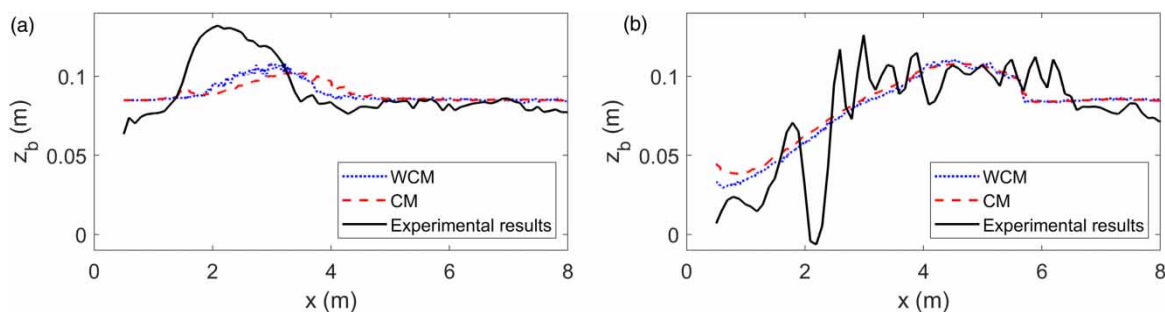 (a)
0.1
0.05
0
z_b (m)
WCM
CM
Experimental results
0 2 4 6 8
x (m)
(b)
0.1
0.05
0
z_b (m)
WCM
CM
Experimental results
0 2 4 6 8
x (m)